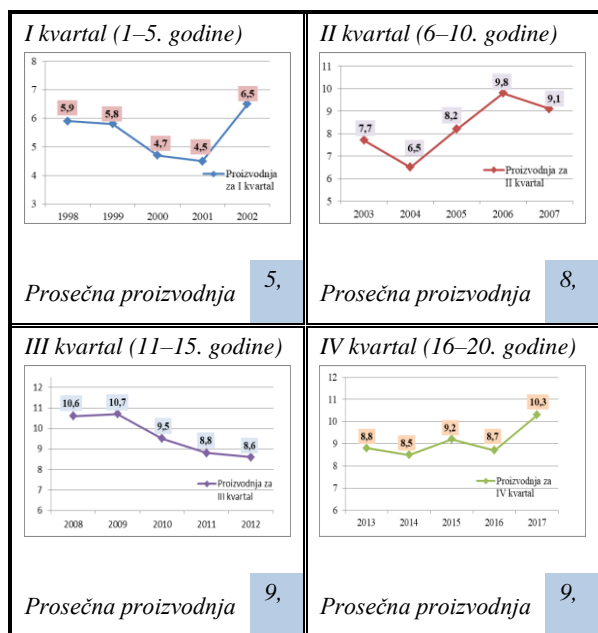 I kvartal (1–5. godine)
8
7
6
5
4
3
5,9
5,8
4,7
4,5
6,5
Proizvodnja
za I kvartal
1998 1999 2000 2001 2002
Prosečna proizvodnja 5,
II kvartal (6–10. godine)
11
10
9
8
7
6
5
7,7
6,5
8,2
9,8
9,1
Proizvodnja za
II kvartal
2003 2004 2005 2006 2007
Prosečna proizvodnja 8,
III kvartal (11–15. godine)
12
11
10
9
8
7
6
10,6
10,7
9,5
8,8
8,6
Proizvodnja za
III kvartal
2008 2009 2010 2011 2012
Prosečna proizvodnja 9,
IV kvartal (16–20. godine)
12
11
10
9
8
7
6
8,8
8,5
9,2
8,7
10,3
Proizvodnja za
IV kvartal
2013 2014 2015 2016 2017
Prosečna proizvodnja 9,